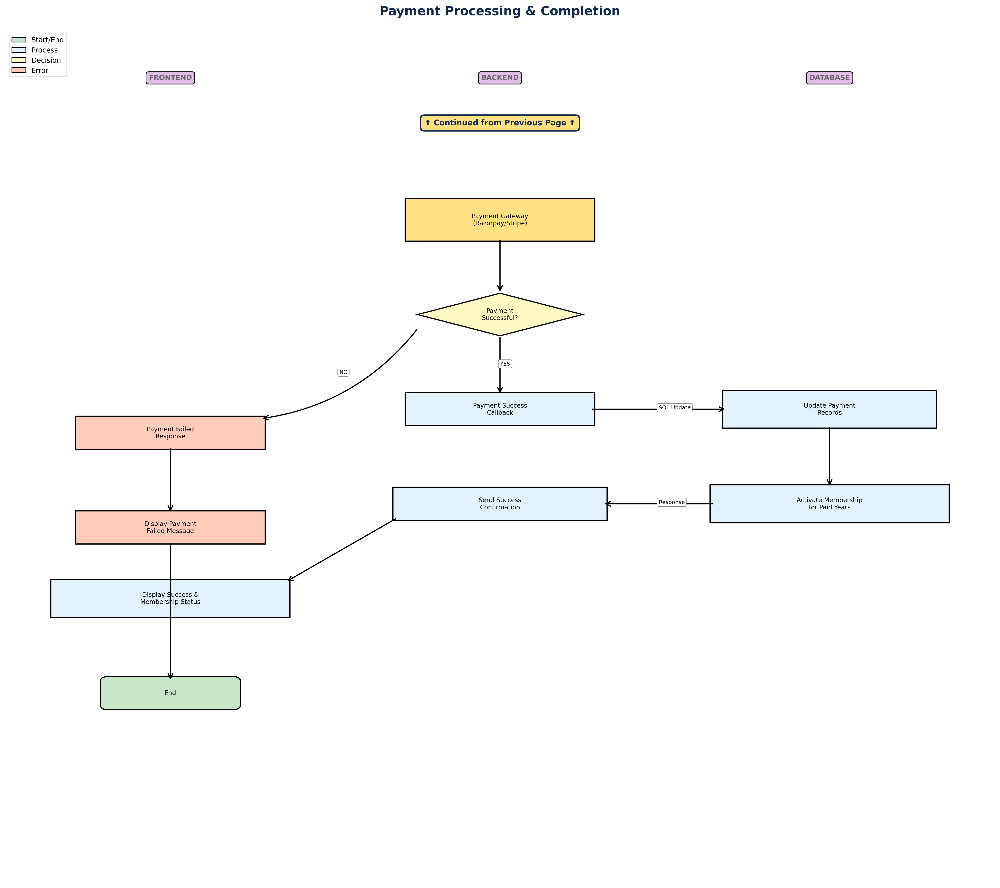 Payment Processing & Completion
Start/End
Process
Decision
Error
FRONTEND
BACKEND
DATABASE
⬆ Continued from Previous Page ⬆
Payment Gateway
(Razorpay/Stripe)
Payment
Successful?
YES
NO
Payment Success
Callback
SQL Update
Update Payment
Records
Payment Failed
Response
Send Success
Confirmation
Response
Activate Membership
for Paid Years
Display Payment
Failed Message
Display Success &
Membership Status
End